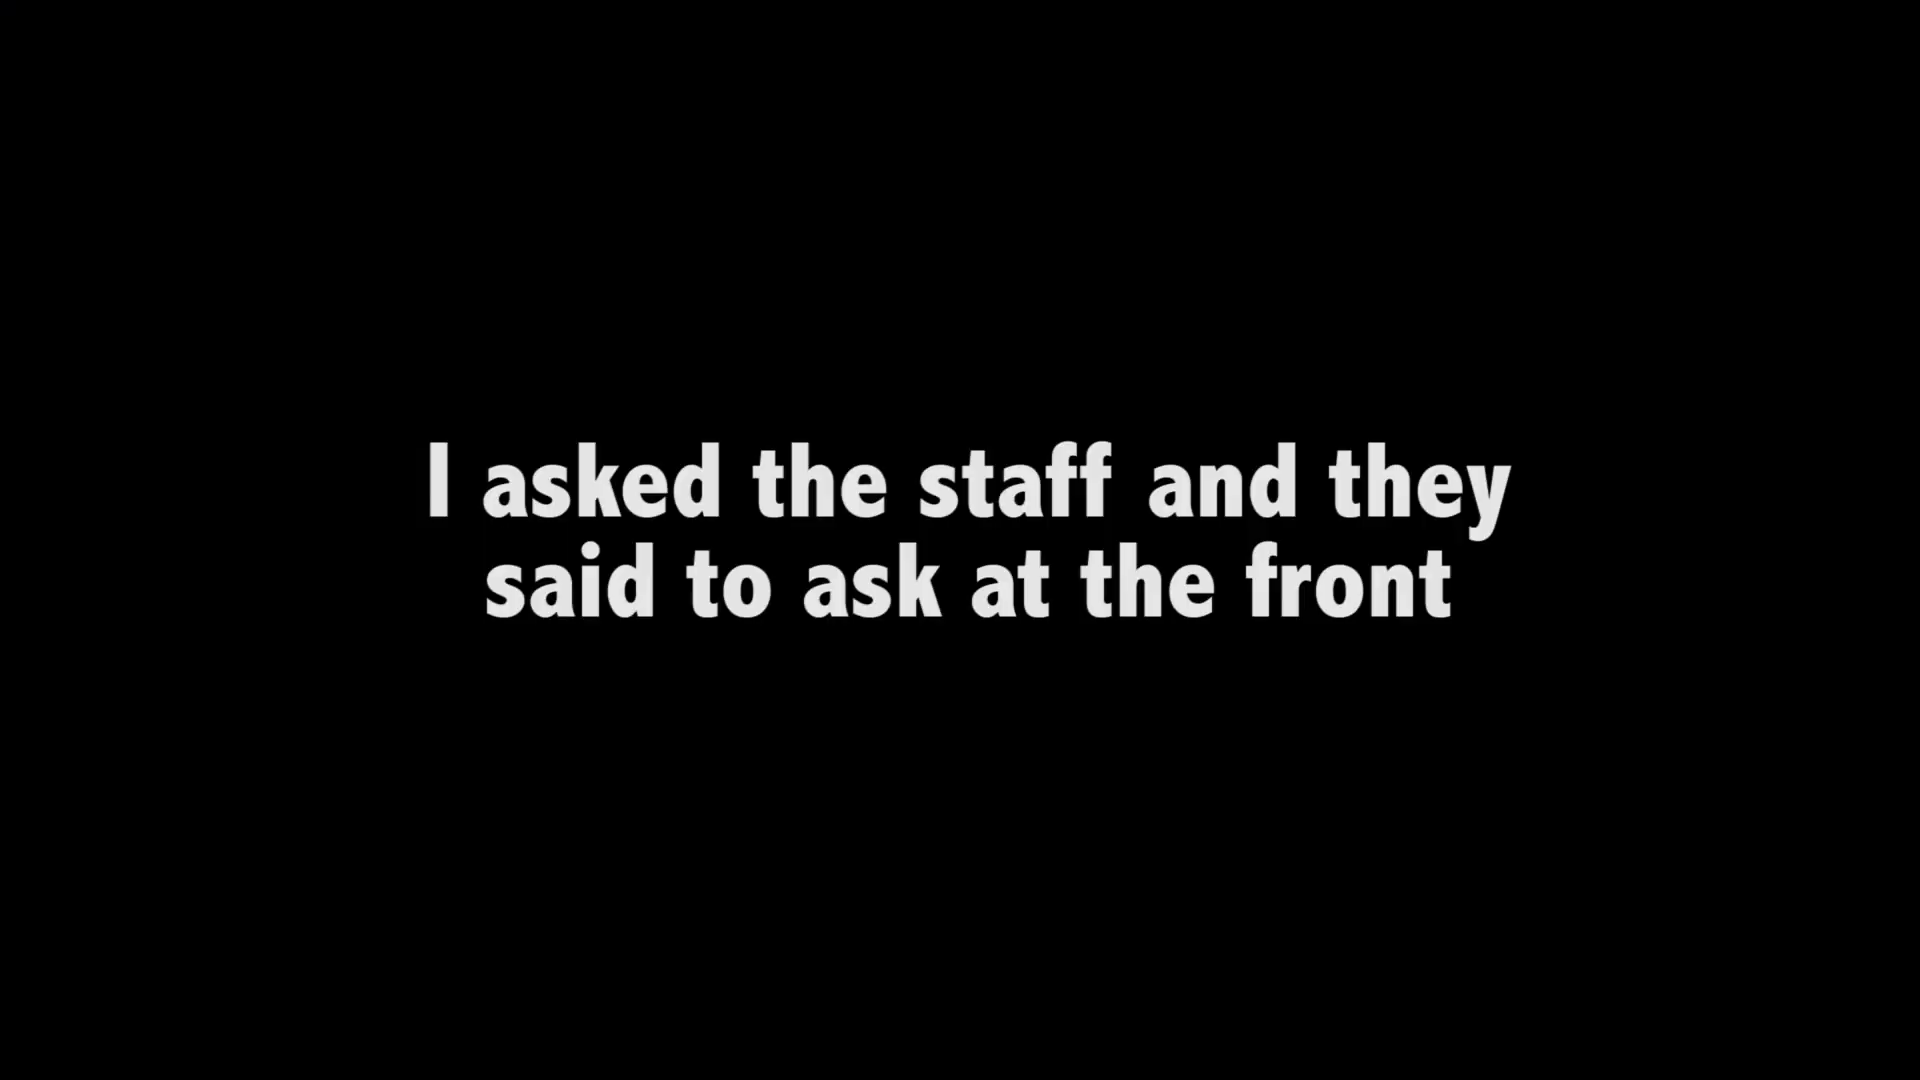 I asked the staff and they
said to ask at the front